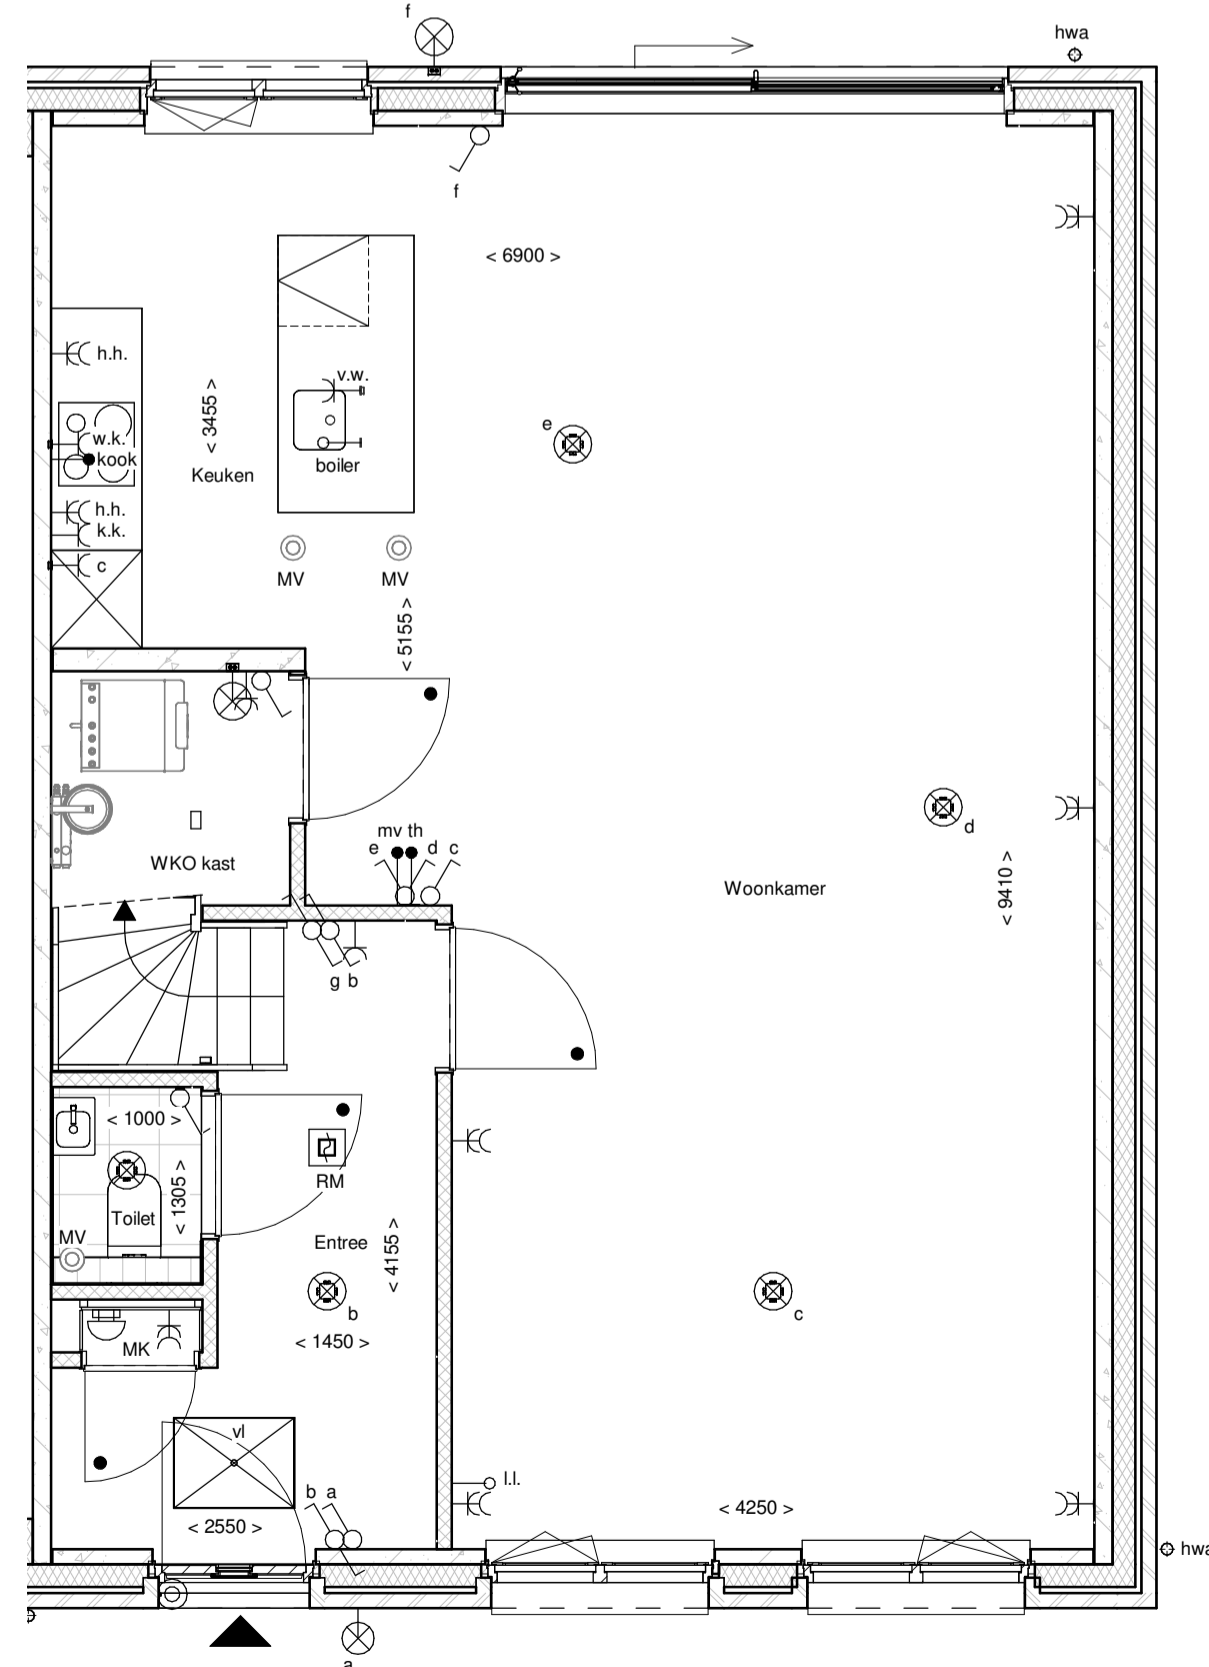 f
hwa
f
< 6900 >
h.h.
v.w.
< 3455 >
e
w.k.
kook
boiler
Keuken
h.h.
k.k.
c
MV
MV
< 5155 >
d
mv th
e
d
c
WKO kast
Woonkamer
< 9410 >
g
b
< 1000 >
RM
< 1305 >
Toilet
MV
Entree
< 4155 >
b
c
< 1450 >
MK
vl
l.l.
b
a
< 2550 >
< 4250 >
hwa
a